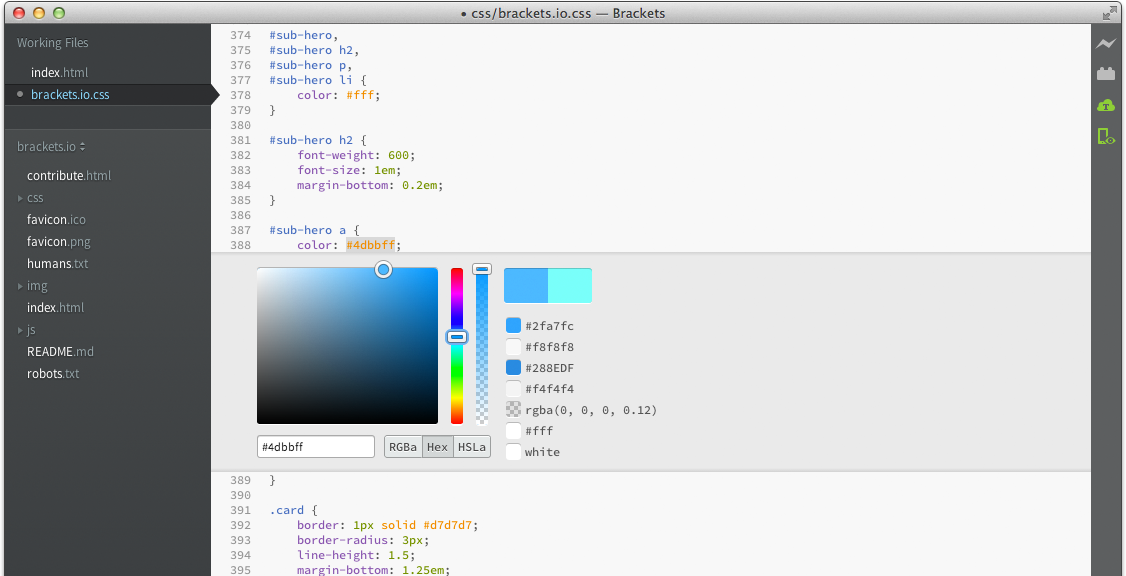 • css/brackets.io.css — Brackets
Working Files
index.html
brackets.io.css
brackets.io
contribute.html
css
favicon.ico
favicon.png
humans.txt
img
index.html
js
README.md
robots.txt
374 #sub-hero,
375 #sub-hero h2,
376 #sub-hero p,
377 #sub-hero li {
378 color: #fff;
379 }
380
381 #sub-hero h2 {
382 font-weight: 600;
383 font-size: 1em;
384 margin-bottom: 0.2em;
385 }
386
387 #sub-hero a {
388 color: #4dbbff;
#2fa7fc
#f8f8f8
#288EDF
#f4f4f4
rgba(0, 0, 0, 0.12)
#fff
white
#4dbbff
RGBa Hex HSLa
389 }
390
391 .card {
392 border: 1px solid #d7d7d7;
393 border-radius: 3px;
394 line-height: 1.5;
395 margin-bottom: 1.25em;